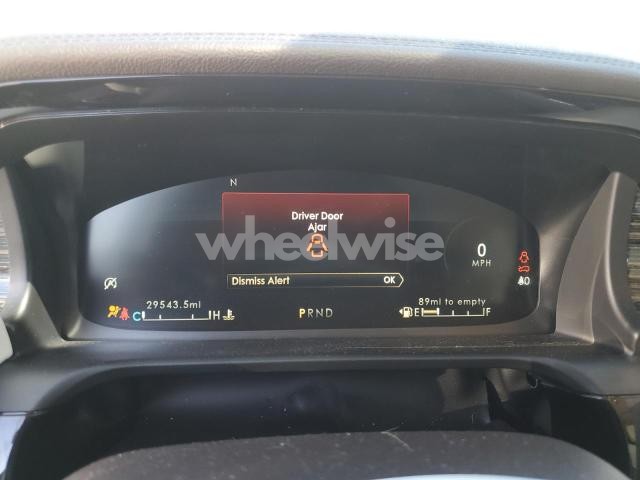 N
Driver Door
Ajar
wheelwise
0
MPH
Dismiss Alert OK
29543.5mi
89mi to empty
C H
PRND
E F